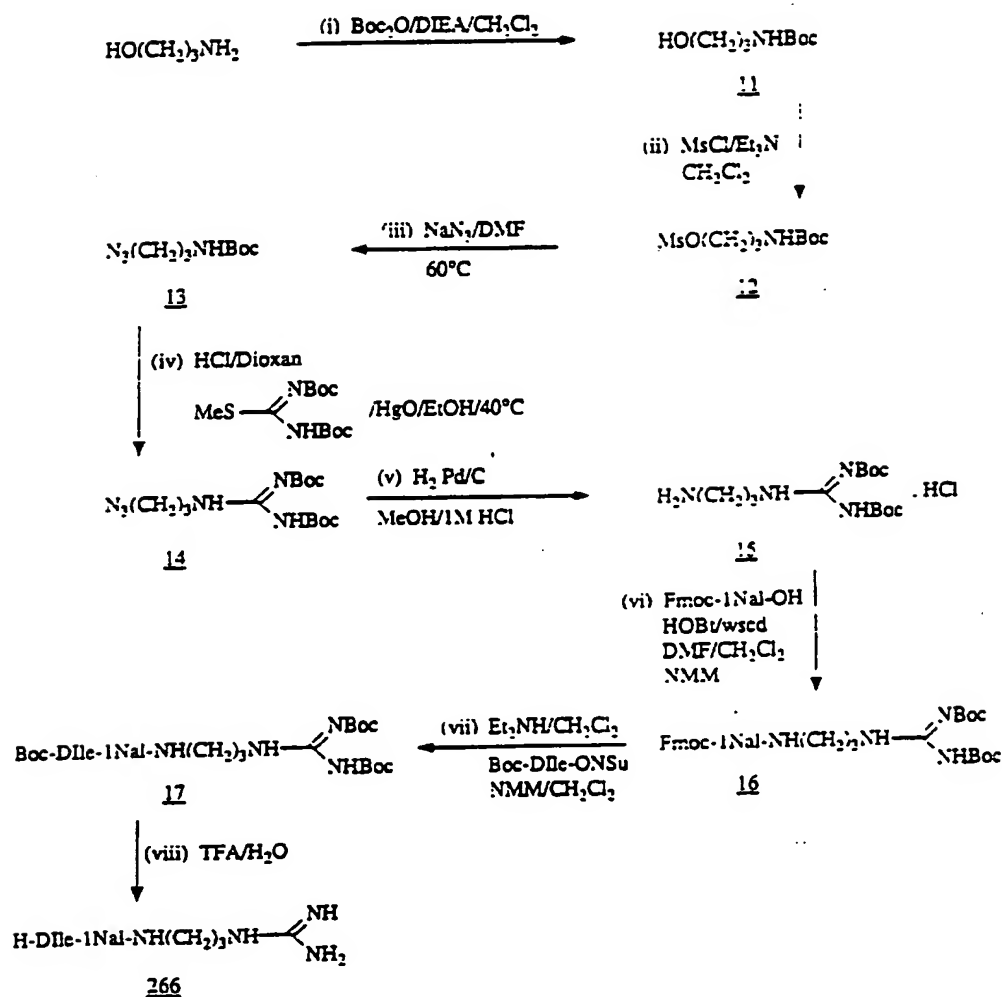 (i) Boc₂O/DIEA/CH₂Cl₂
HO(CH₂)₃NH₂
HO(CH₂)₃NHBoc
11
(ii) MsCl/Et₃N
CH₂Cl₂
N₃(CH₂)₃NHBoc
(iii) NaN₃/DMF
60°C
MsO(CH₂)₃NHBoc
13
12
(iv) HCl/Dioxan
NBoc
MeS
/HgO/EtOH/40°C
NHBoc
NBoc
N₃(CH₂)₃NH
NHBoc
(v) H₂ Pd/C
MeOH/1M HCl
NBoc
H₂N(CH₂)₃NH
.HCl
NHBoc
14
15
(vi) Fmoc-1Nal-OH
HOBt/wscd
DMF/CH₂Cl₂
NMM
NBoc
Boc-DIle-1Nal-NH(CH₂)₃NH
NHBoc
(vii) Et₂NH/CH₂Cl₂
Boc-DIle-ONSu
NMM/CH₂Cl₂
NBoc
Fmoc-1Nal-NH(CH₂)₃NH
NHBoc
17
16
(viii) TFA/H₂O
NH
H-DIle-1Nal-NH(CH₂)₃NH
NH₂
266